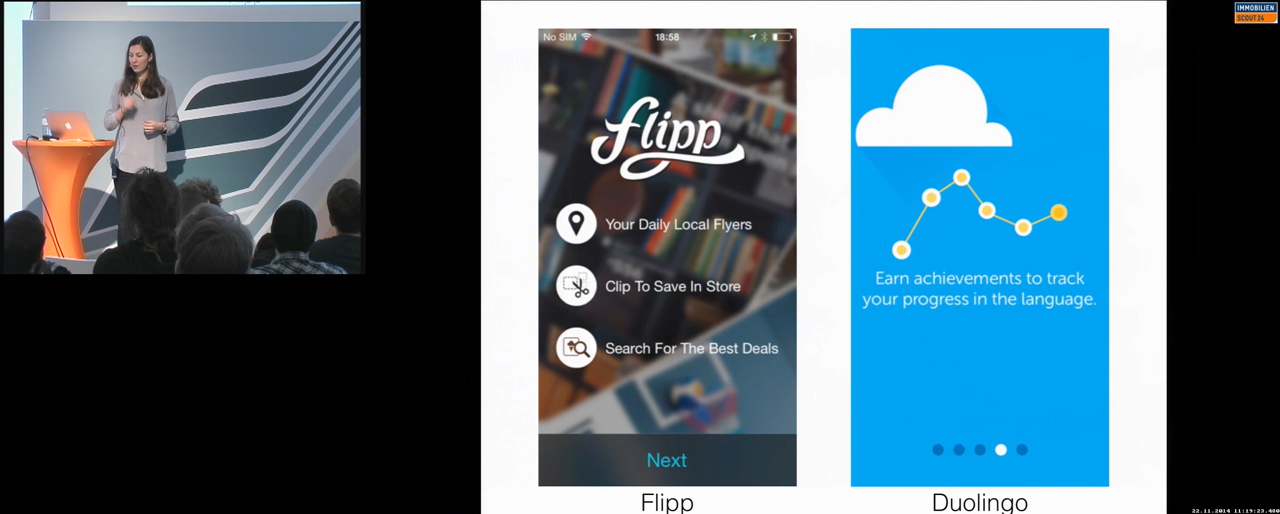 IMMOBILIEN
SCOUT24
No SIM
18:58
flipp
Your Daily Local Flyers
Clip To Save In Store
Search For The Best Deals
Next
Flipp
Earn achievements to track
your progress in the language.
Duolingo
22.11.2014 11:19:23.480